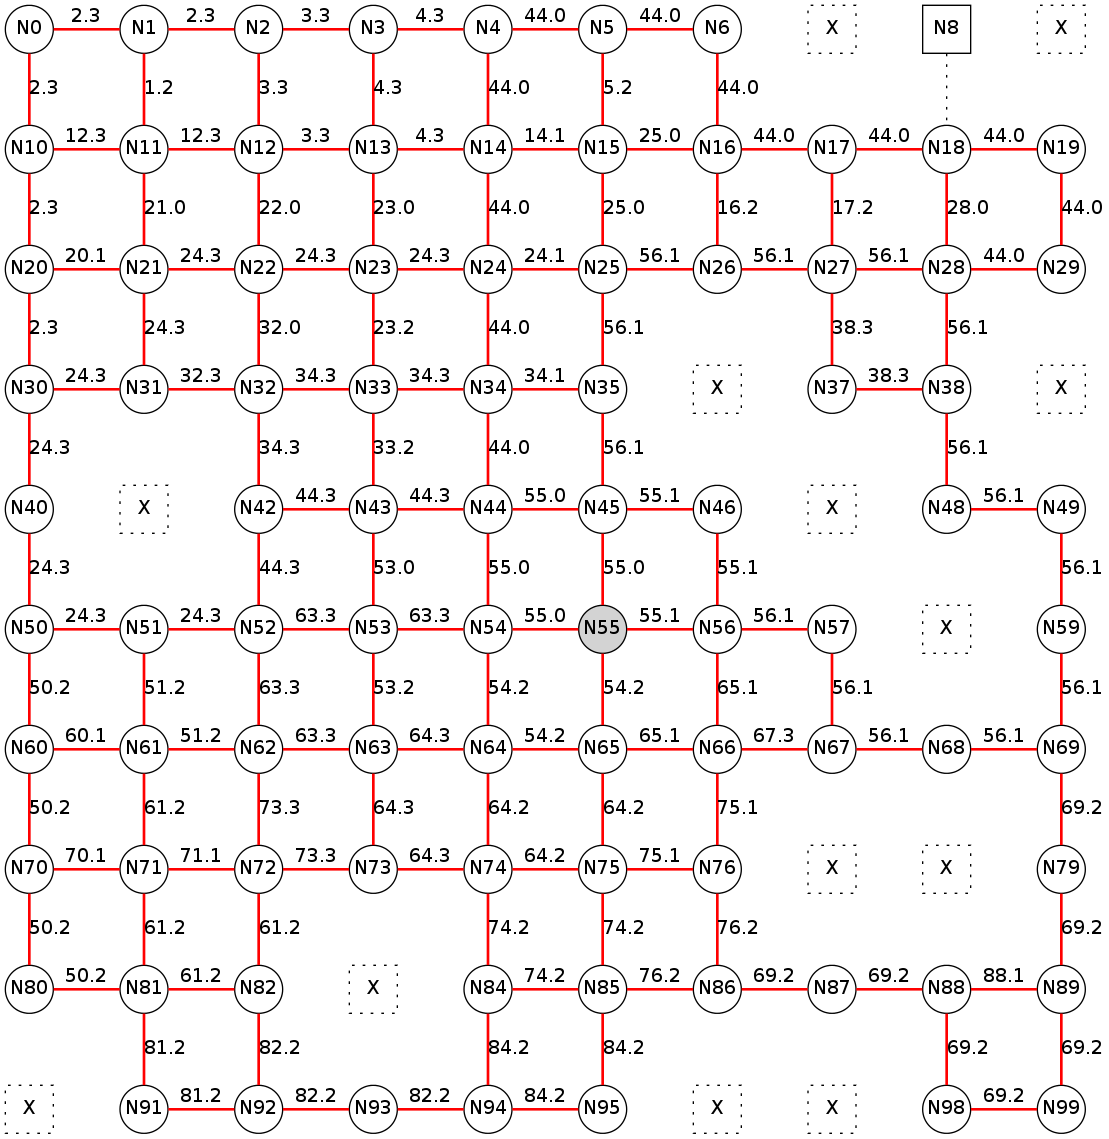 2.3 2.3 3.3 4.3 44.0 44.0
N0 N1 N2 N3 N4 N5 N6 X N8 X
2.3 1.2 3.3 4.3 44.0 5.2 44.0
12.3 12.3 3.3 4.3 14.1 25.0 44.0 44.0 44.0
N10 N11 N12 N13 N14 N15 N16 N17 N18 N19
2.3 21.0 22.0 23.0 44.0 25.0 16.2 17.2 28.0 44.0
20.1 24.3 24.3 24.3 24.1 56.1 56.1 56.1 44.0
N20 N21 N22 N23 N24 N25 N26 N27 N28 N29
2.3 24.3 32.0 23.2 44.0 56.1 38.3 56.1
24.3 32.3 34.3 34.3 34.1 38.3
N30 N31 N32 N33 N34 N35 X N37 N38 X
24.3 34.3 33.2 44.0 56.1 56.1
44.3 44.3 55.0 55.1 56.1
N40 X N42 N43 N44 N45 N46 X N48 N49
24.3 44.3 53.0 55.0 55.0 55.1 56.1
24.3 24.3 63.3 63.3 55.0 55.1 56.1
N50 N51 N52 N53 N54 N55 N56 N57 X N59
50.2 51.2 63.3 53.2 54.2 54.2 65.1 56.1 56.1
60.1 51.2 63.3 64.3 54.2 65.1 67.3 56.1 56.1
N60 N61 N62 N63 N64 N65 N66 N67 N68 N69
50.2 61.2 73.3 64.3 64.2 64.2 75.1 69.2
70.1 71.1 73.3 64.3 64.2 75.1
N70 N71 N72 N73 N74 N75 N76 X X N79
50.2 61.2 61.2 74.2 74.2 76.2 69.2
50.2 61.2 74.2 76.2 69.2 69.2 88.1
N80 N81 N82 X N84 N85 N86 N87 N88 N89
81.2 82.2 84.2 84.2 69.2 69.2
81.2 82.2 82.2 84.2 69.2
X N91 N92 N93 N94 N95 X X N98 N99